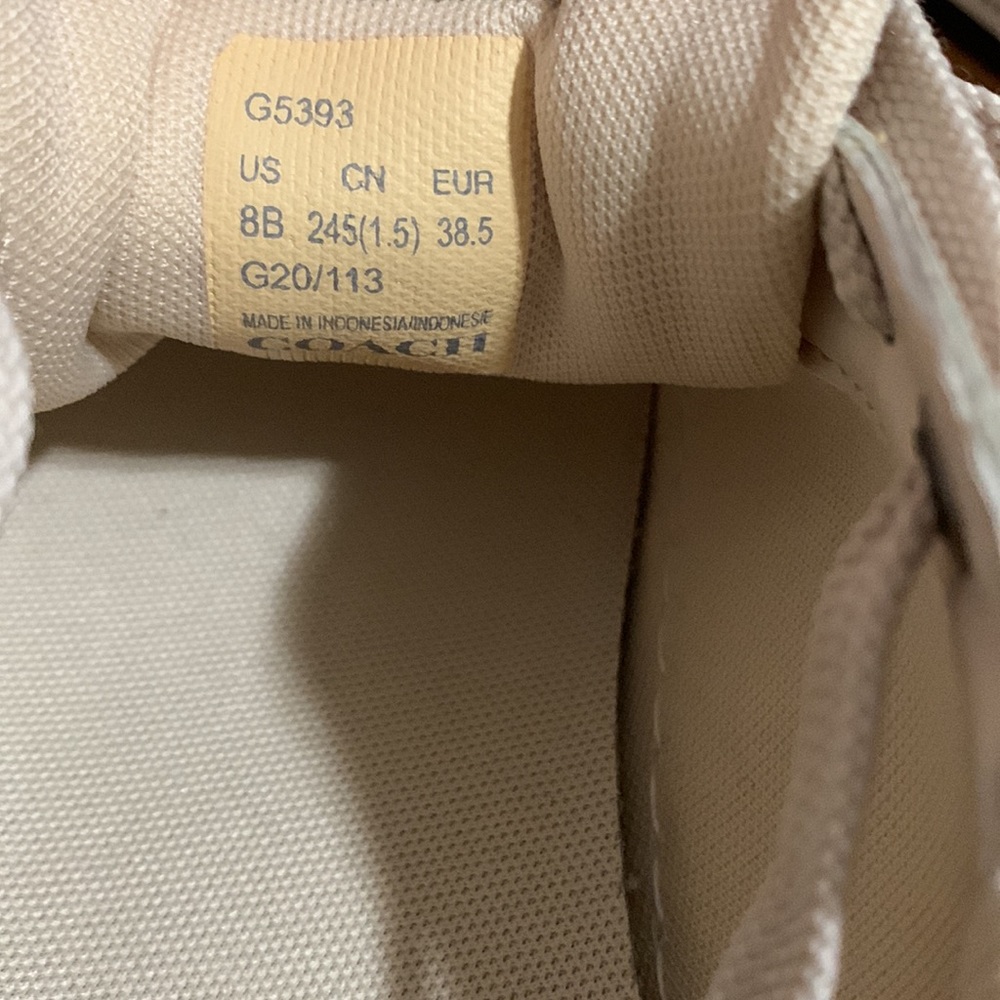 G5393
US CN EUR
8B 245(1.5) 38.5
G20/113
MADE IN INDONESIA/INDONESIE
COACH